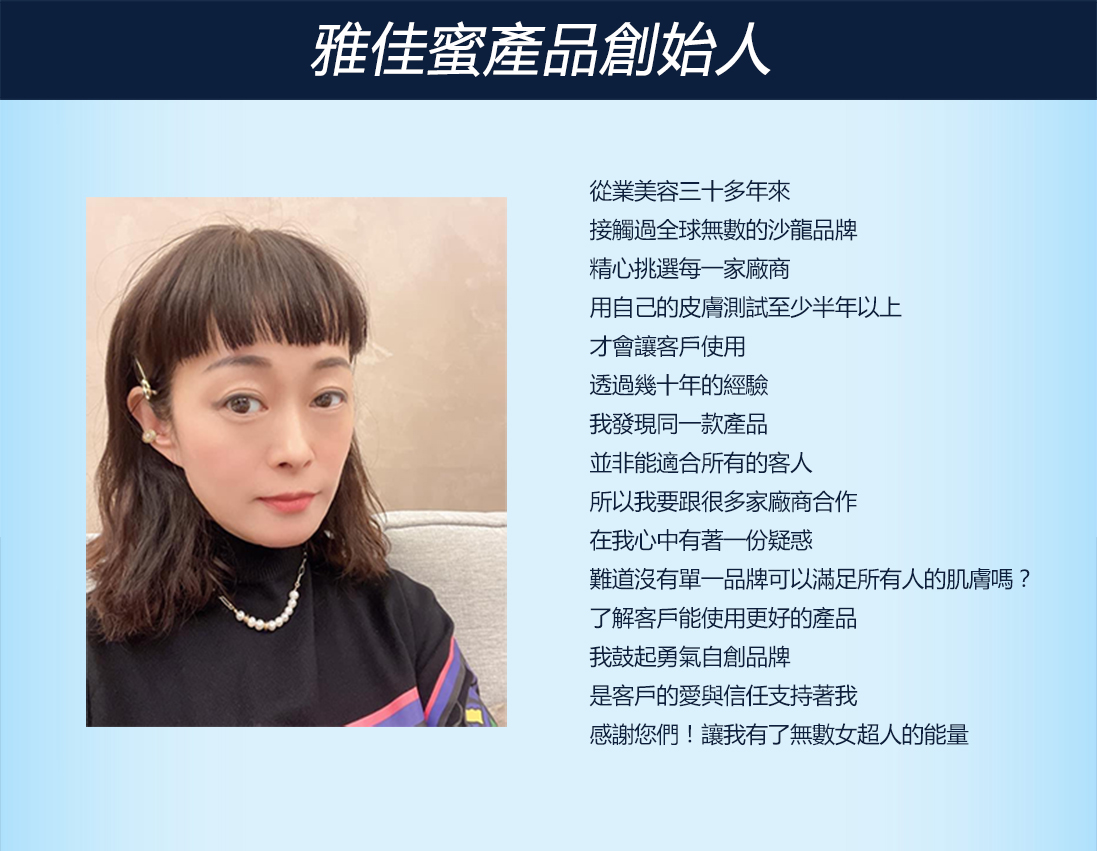 雅佳蜜產品創始人
從業美容三十多年來
接觸過全球無數的沙龍品牌
精心挑選每一家廠商
用自己的皮膚測試至少半年以上
才會讓客戶使用
透過幾十年的經驗
我發現同一款產品
並非能適合所有的客人
所以我要跟很多家廠商合作
在我心中有著一份疑惑
難道沒有單一品牌可以滿足所有人的肌膚嗎？
了解客戶能使用更好的產品
我鼓起勇氣自創品牌
是客戶的愛與信任支持著我
感謝您們！讓我有了無數女超人的能量